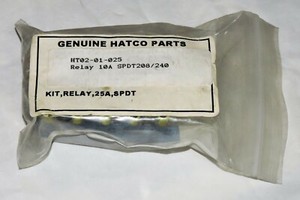 GENUINE HATCO PARTS
HT02-01-025
Relay 10A SPDT208/240
KIT,RELAY,25A,SPDT